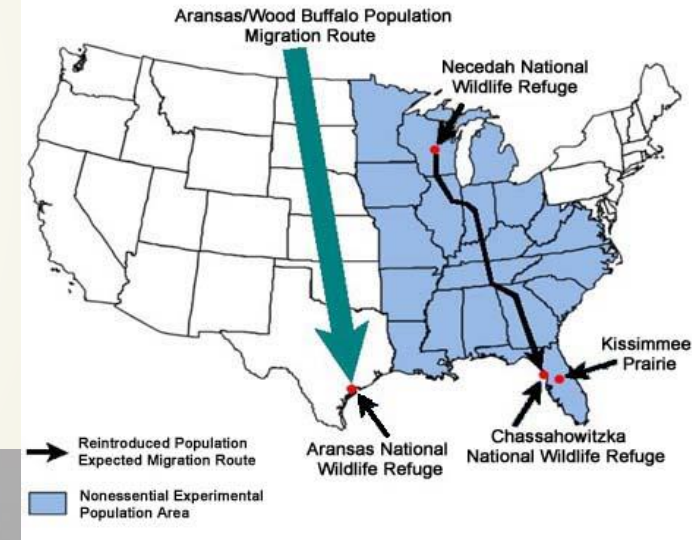 Aransas/Wood Buffalo Population
Migration Route
Necedah National
Wildlife Refuge
Kissimmee
Prairie
Chassahowitzka
National Wildlife Refuge
Aransas National
Wildlife Refuge
Reintroduced Population
Expected Migration Route
Nonessential Experimental
Population Area